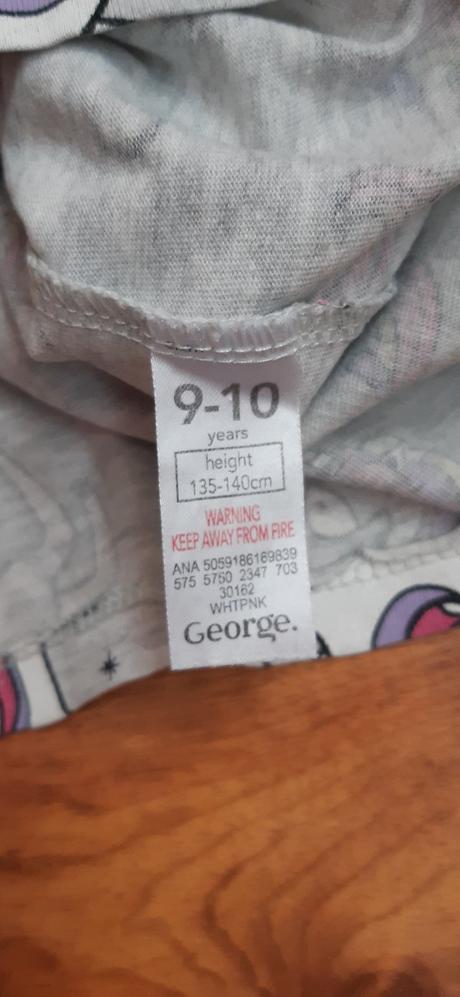 9-10
years
height
135-140cm
WARNING
KEEP AWAY FROM FIRE
ANA 5059186169839
575 5750 2347 703
30162
WHTPNK
George.